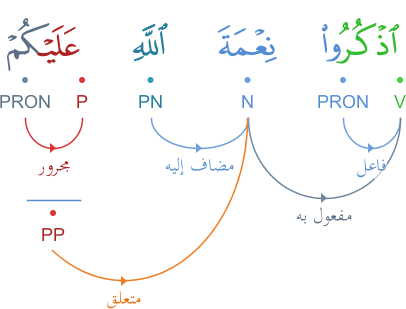 ٱذْكُرُوا۟ نِعْمَةَ ٱللَّهِ عَلَيْكُمْ
V PRON N PN P PRON
فاعل مضاف إليه مجرور
مفعول به
PP
متعلق